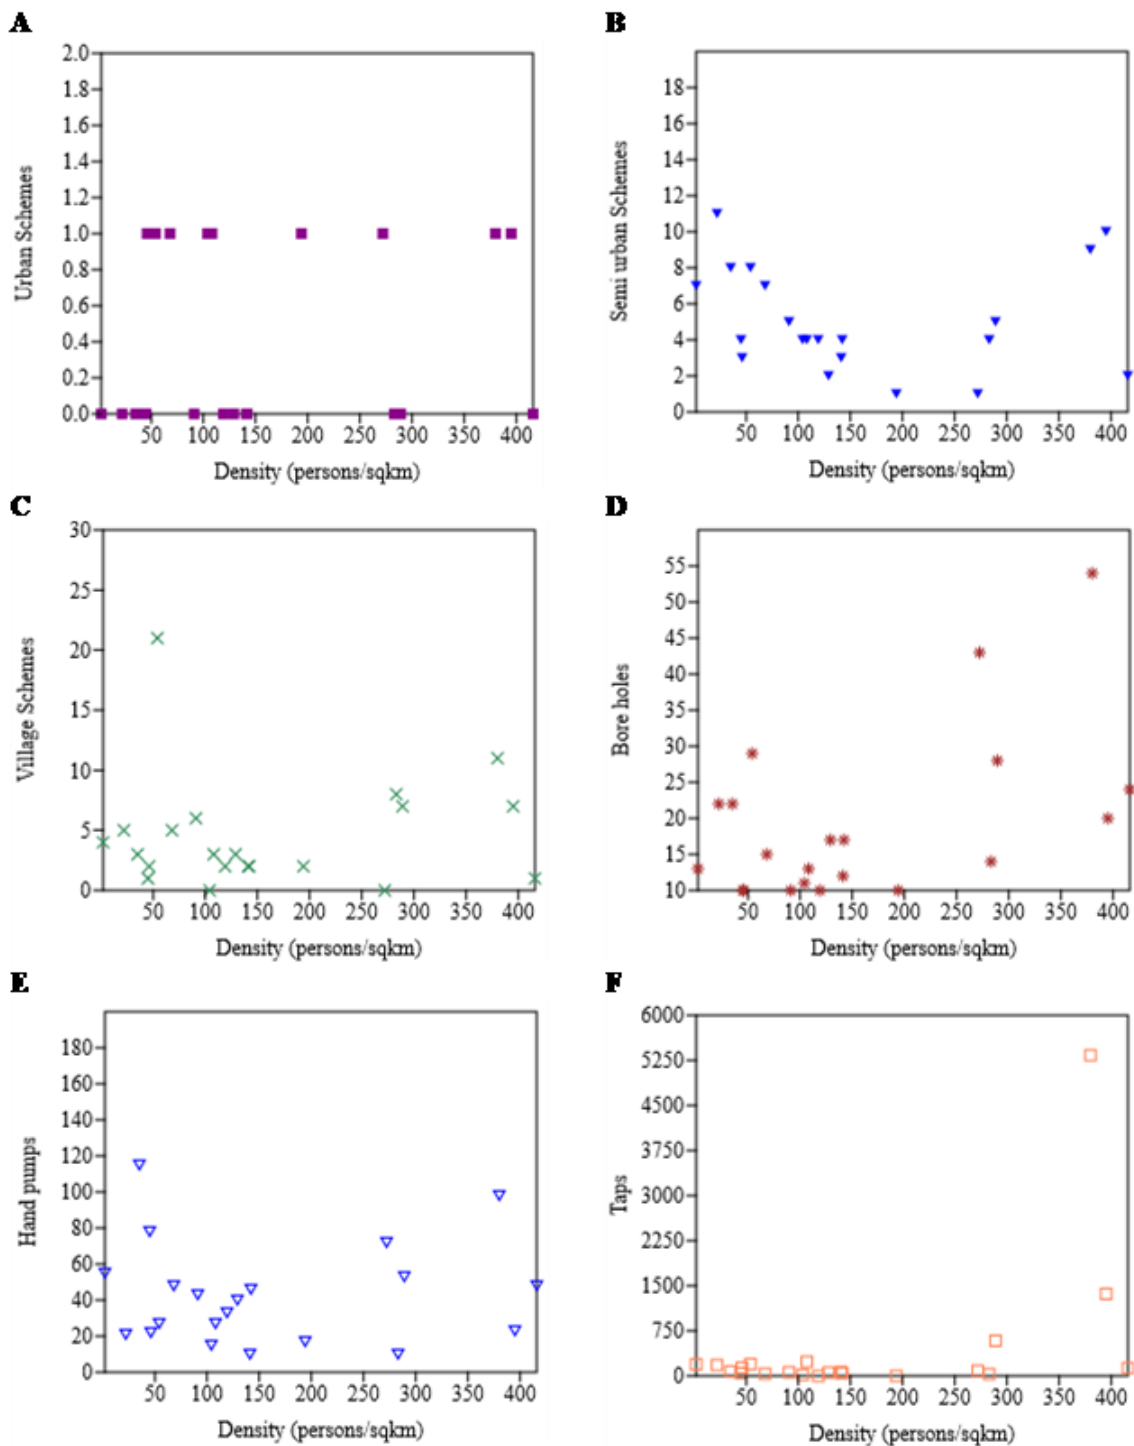 A
2.0
1.8
1.6
1.4
1.2
1.0
0.8
0.6
0.4
0.2
0.0
Urban Schemes
50 100 150 200 250 300 350 400
Density (persons/sqkm)
B
18
16
14
12
10
8
6
4
2
0
Semi urban Schemes
50 100 150 200 250 300 350 400
Density (persons/sqkm)
C
30
25
20
15
10
5
0
Village Schemes
50 100 150 200 250 300 350 400
Density (persons/sqkm)
D
55
50
45
40
35
30
25
20
15
10
Bore holes
50 100 150 200 250 300 350 400
Density (persons/sqkm)
E
180
160
140
120
100
80
60
40
20
0
Hand pumps
50 100 150 200 250 300 350 400
Density (persons/sqkm)
F
6000
5250
4500
3750
3000
2250
1500
750
0
Taps
50 100 150 200 250 300 350 400
Density (persons/sqkm)